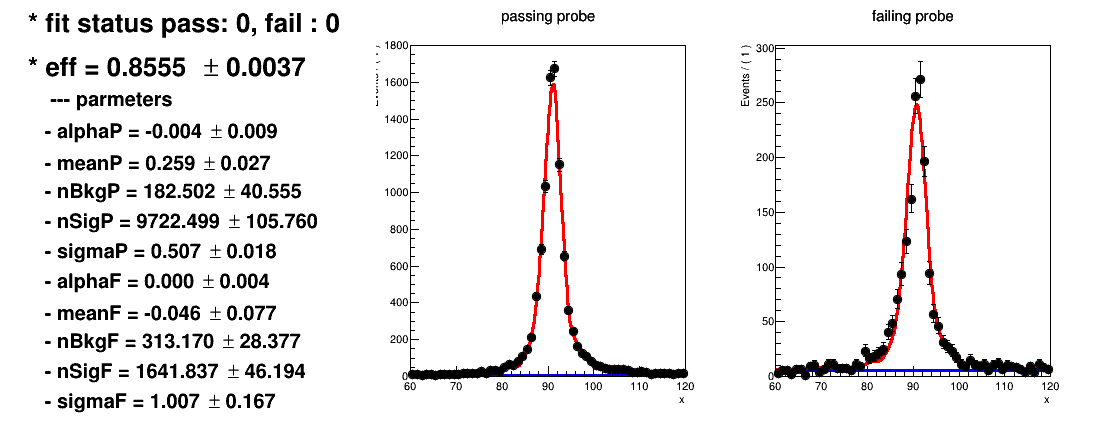 * fit status pass: 0, fail : 0
* eff = 0.8555 ± 0.0037
--- parmeters
- alphaP = -0.004 ± 0.009
- meanP = 0.259 ± 0.027
- nBkgP = 182.502 ± 40.555
- nSigP = 9722.499 ± 105.760
- sigmaP = 0.507 ± 0.018
- alphaF = 0.000 ± 0.004
- meanF = -0.046 ± 0.077
- nBkgF = 313.170 ± 28.377
- nSigF = 1641.837 ± 46.194
- sigmaF = 1.007 ± 0.167
passing probe
1800
1600
1400
1200
1000
800
600
400
200
0
60 70 80 90 100 110 120
x
failing probe
Events / ( 1 )
300
250
200
150
100
50
0
60 70 80 90 100 110 120
x